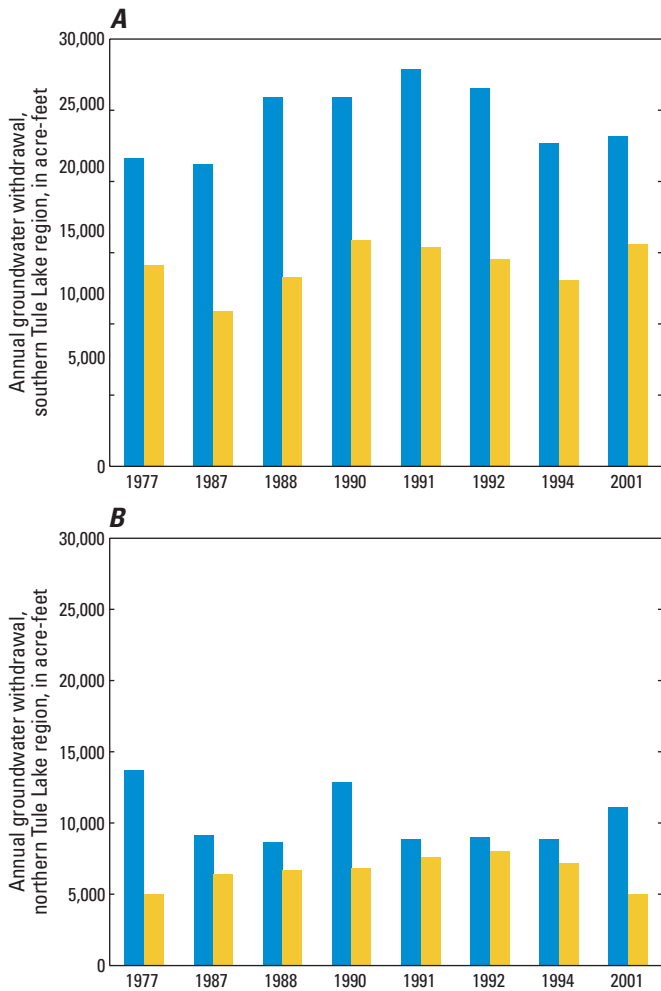 A
Annual groundwater withdrawal,
southern Tule Lake region, in acre-feet
30,000
25,000
20,000
15,000
10,000
5,000
0
1977 1987 1988 1990 1991 1992 1994 2001
B
Annual groundwater withdrawal,
northern Tule Lake region, in acre-feet
30,000
25,000
20,000
15,000
10,000
5,000
0
1977 1987 1988 1990 1991 1992 1994 2001